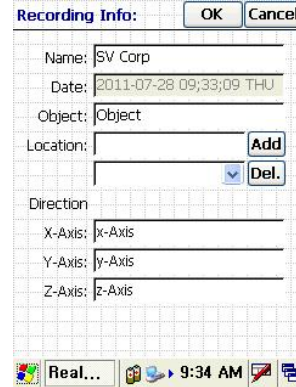 Recording Info: OK Cancel
Name: SV Corp
Date: 2011-07-28 09;33;09 THU
Object: Object
Location: Add
Del.
Direction
X-Axis: x-Axis
Y-Axis: y-Axis
Z-Axis: z-Axis
Real... 9:34 AM